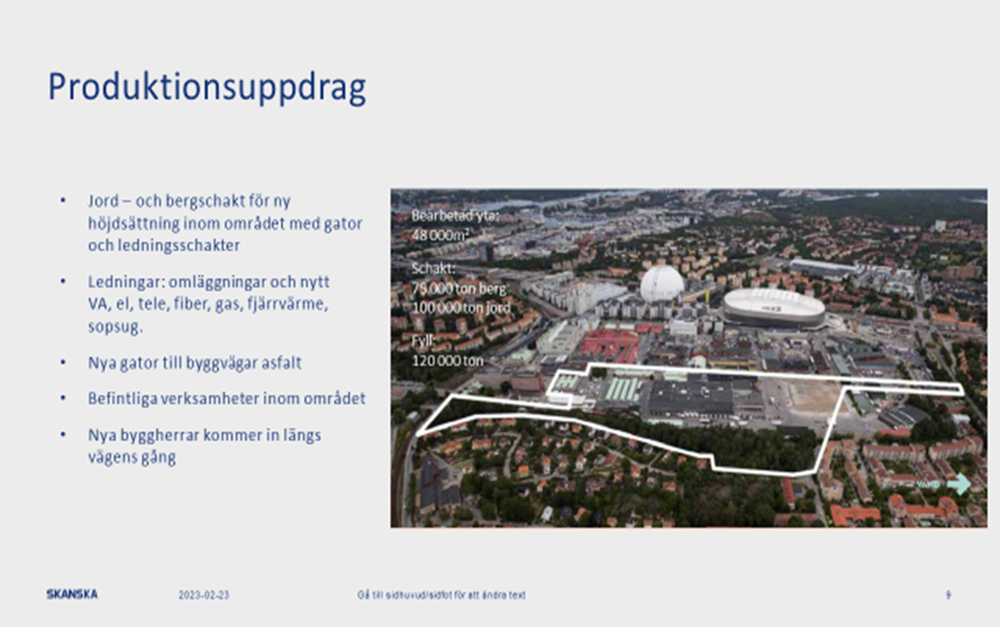 Produktionsuppdrag
• Jord – och bergschakt för ny
höjdsättning inom området med gator
och ledningsschakter
• Ledningar: omläggningar och nytt
VA, el, tele, fiber, gas, fjärrvärme,
sopsug.
• Nya gator till byggvägar asfalt
• Befintliga verksamheter inom området
• Nya byggherrar kommer in längs
vägens gång
Bearbetad yta:
48 000m²
Schakt:
75 000 ton berg
100 000 ton jord
Fyll:
120 000 ton
SKANSKA
2023-02-23
Gå till sidhuvud/sidfot för att ändra text
9